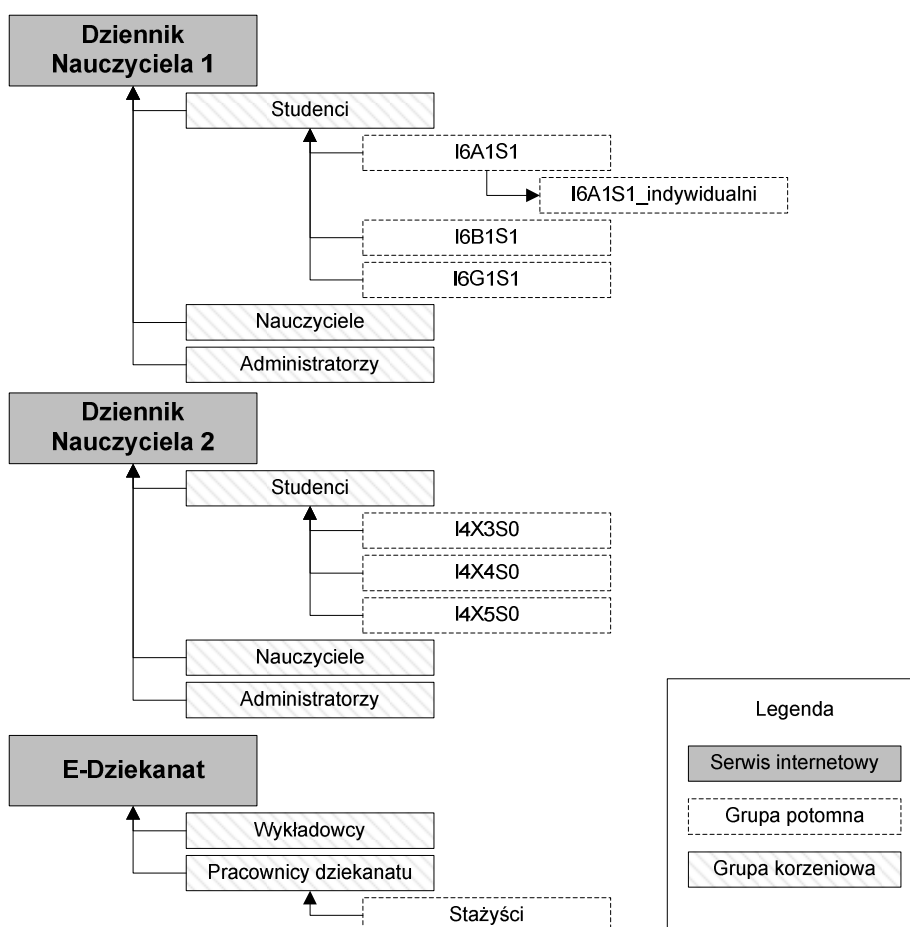 Dziennik
Nauczyciela 1
Studenci
I6A1S1
I6A1S1_indywidualni
I6B1S1
I6G1S1
Nauczyciele
Administratorzy
Dziennik
Nauczyciela 2
Studenci
I4X3S0
I4X4S0
I4X5S0
Nauczyciele
Administratorzy
E-Dziekanat
Wykładowcy
Pracownicy dziekanatu
Stażyści
Legenda
Serwis internetowy
Grupa potomna
Grupa korzeniowa